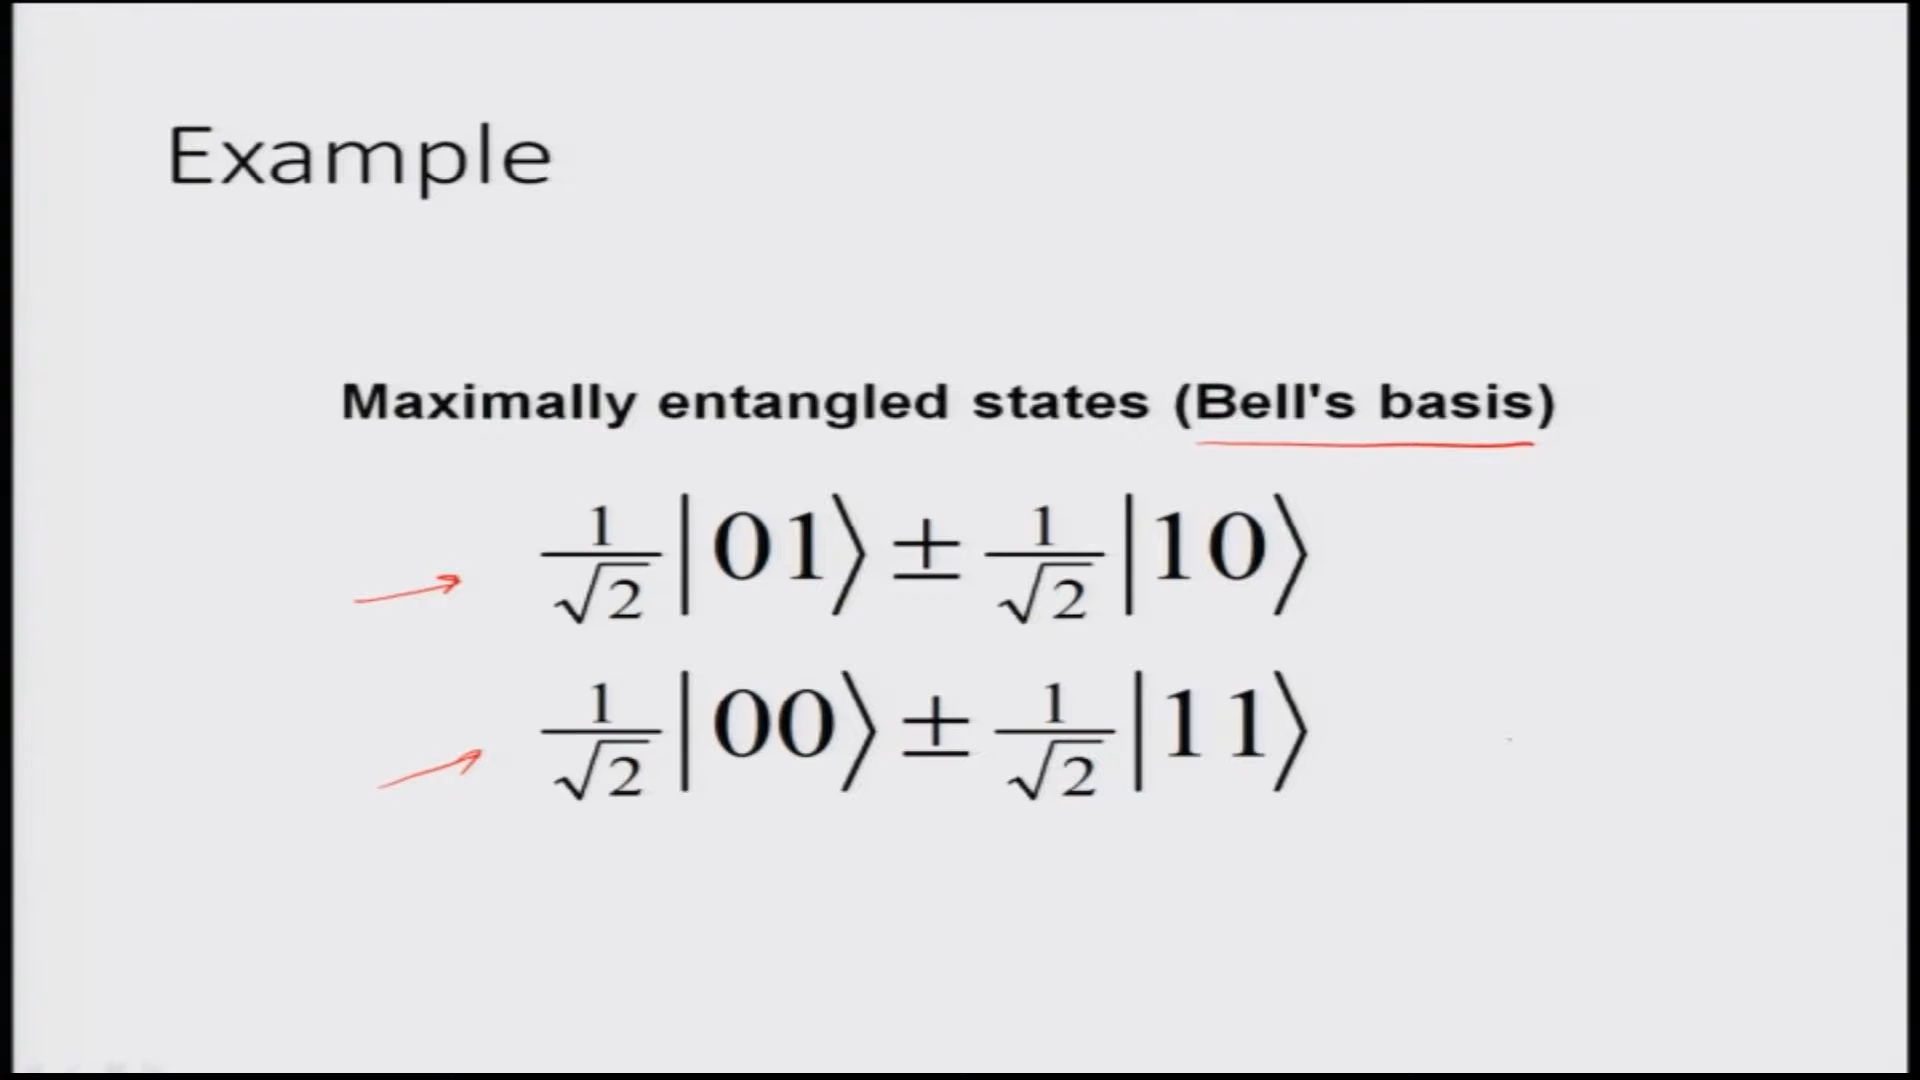 Example
Maximally entangled states (Bell's basis)
1/√2 |01⟩ ± 1/√2 |10⟩
1/√2 |00⟩ ± 1/√2 |11⟩